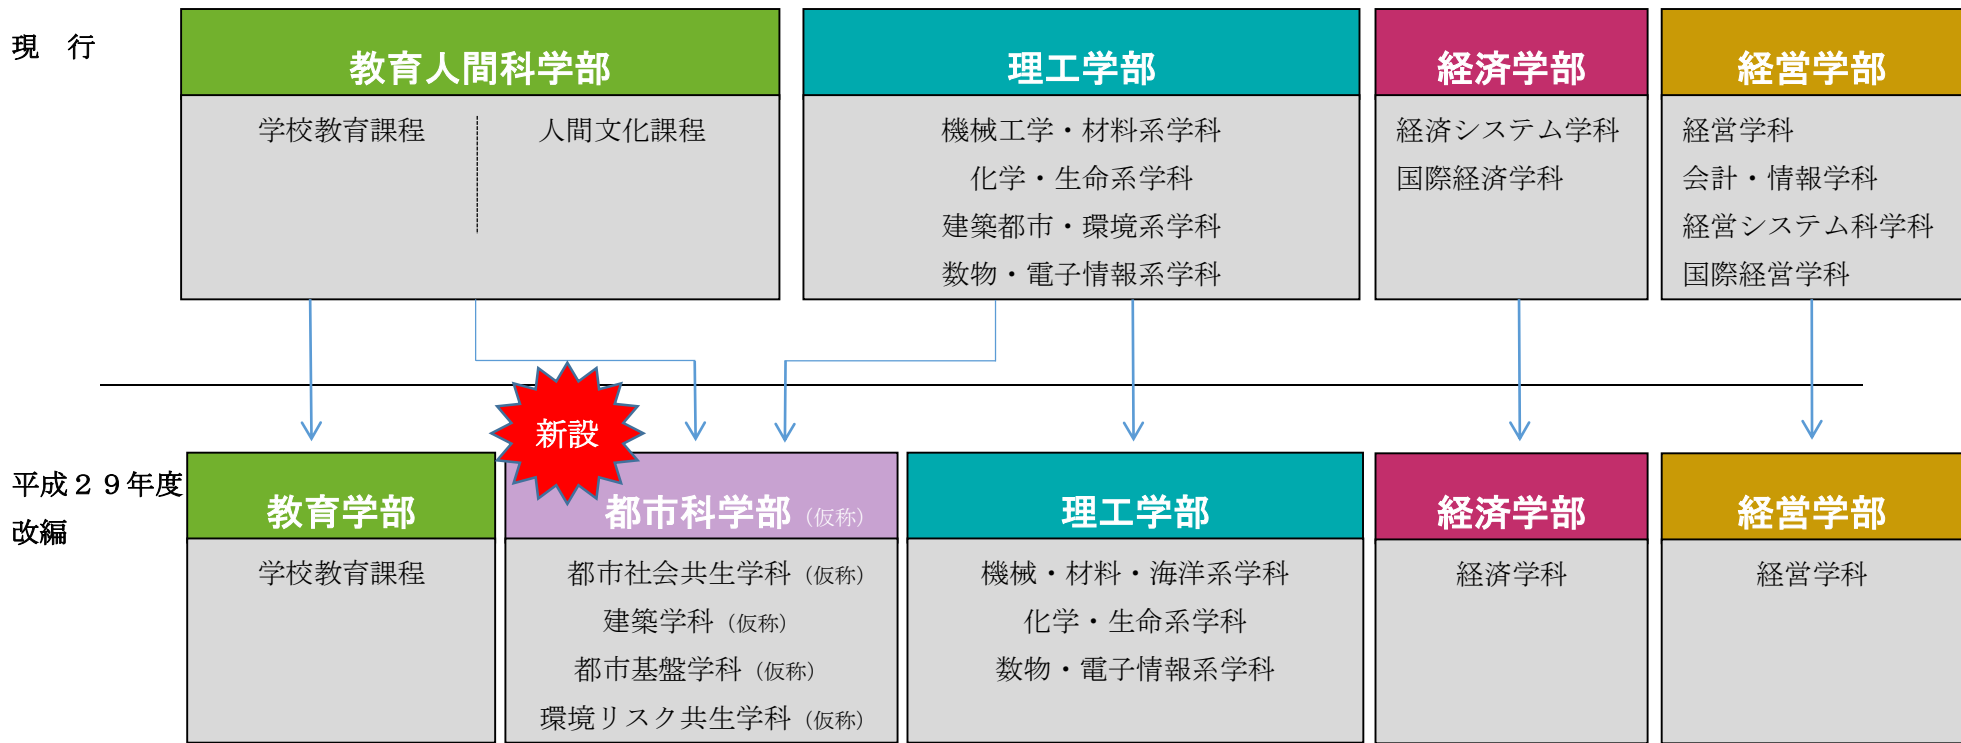 現　行
教育人間科学部
学校教育課程
人間文化課程
理工学部
機械工学・材料系学科
化学・生命系学科
建築都市・環境系学科
数物・電子情報系学科
経済学部
経済システム学科
国際経済学科
経営学部
経営学科
会計・情報学科
経営システム科学科
国際経営学科
新設
平成２９年度
改編
教育学部
学校教育課程
都市科学部（仮称）
都市社会共生学科（仮称）
建築学科（仮称）
都市基盤学科（仮称）
環境リスク共生学科（仮称）
理工学部
機械・材料・海洋系学科
化学・生命系学科
数物・電子情報系学科
経済学部
経済学科
経営学部
経営学科